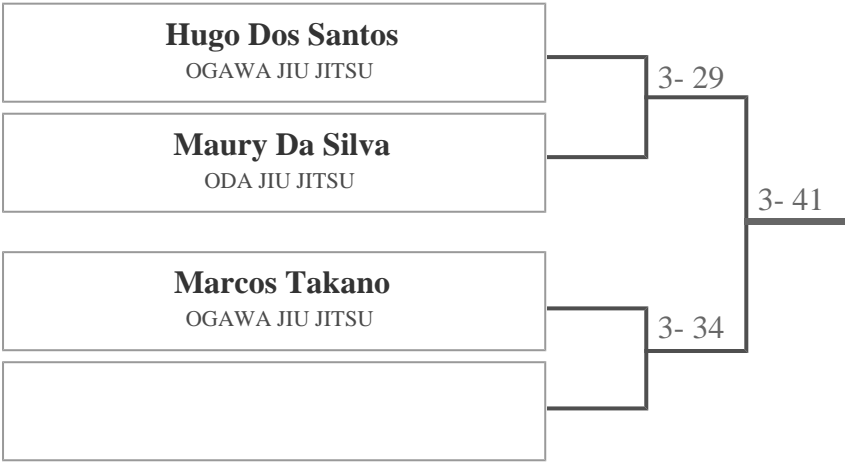 Hugo Dos Santos
OGAWA JIU JITSU
3- 29
Maury Da Silva
ODA JIU JITSU
3- 41
Marcos Takano
OGAWA JIU JITSU
3- 34